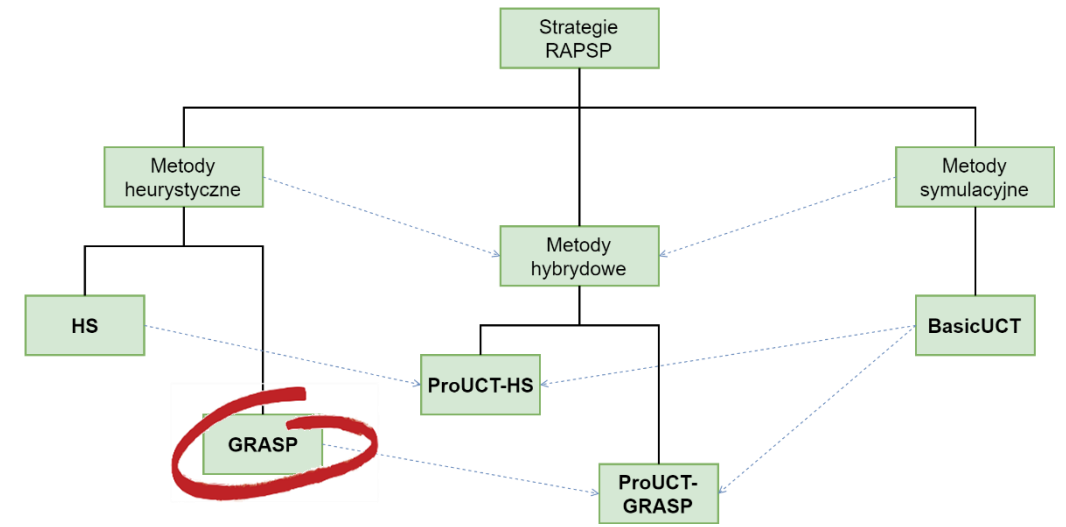 Strategie
RAPSP
Metody
heurystyczne
Metody
symulacyjne
Metody
hybrydowe
HS
BasicUCT
ProUCT-HS
GRASP
ProUCT-
GRASP